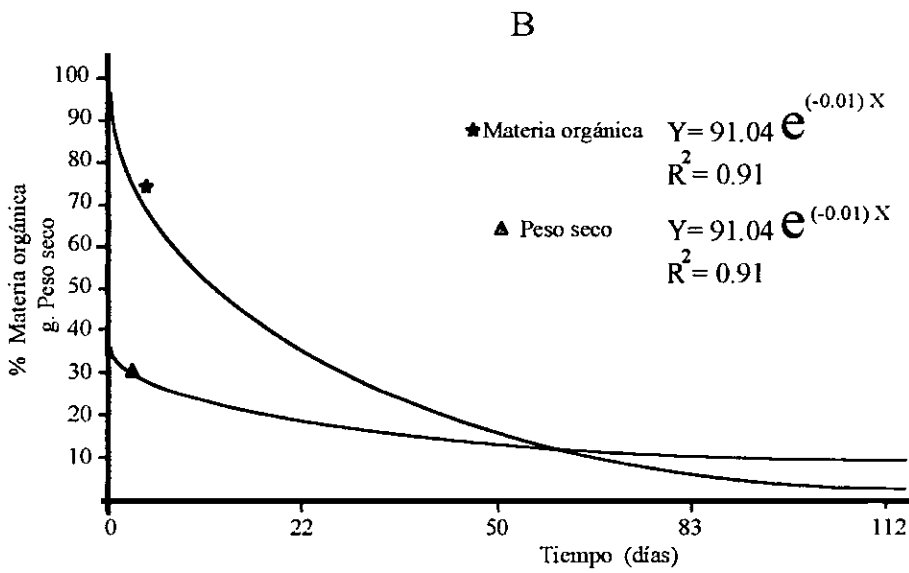 B
100
90
80
70
60
50
40
30
20
10
% Materia orgánica
g. Peso seco
★ Materia orgánica Y= 91.04 e^(-0.01) X
R² = 0.91
▲ Peso seco Y= 91.04 e^(-0.01) X
R² = 0.91
0 22 50 83 112
Tiempo (días)